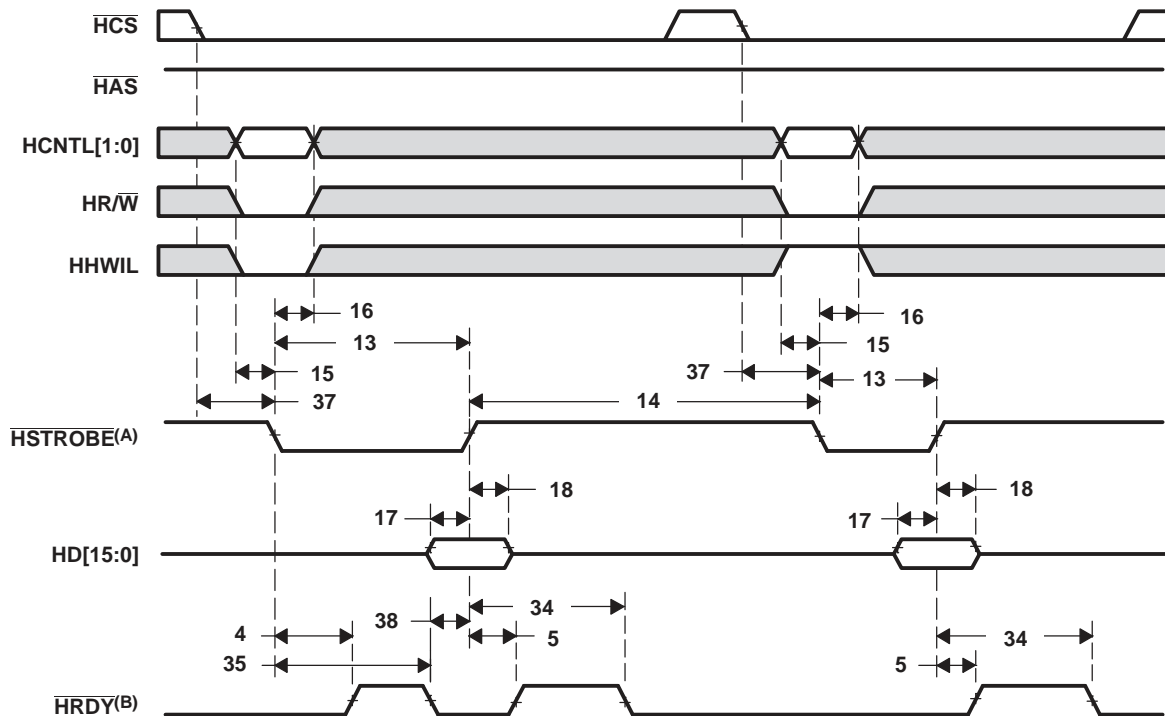 HCS
HAS
HCNTL[1:0]
HR/W
HHWIL
16
16
13
15
15
37
13
37
14
HSTROBE(A)
18
18
17
17
HD[15:0]
34
38
34
4
5
35
5
HRDY(B)